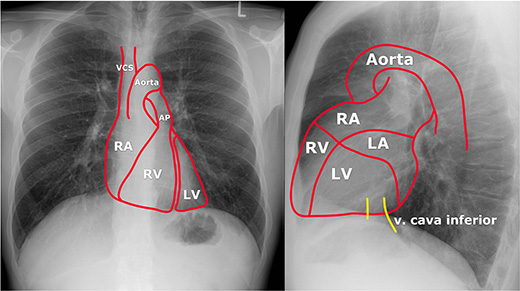 L
VCS
Aorta
AP
RA
RV
LV
Aorta
RA
RV
LA
LV
v. cava inferior